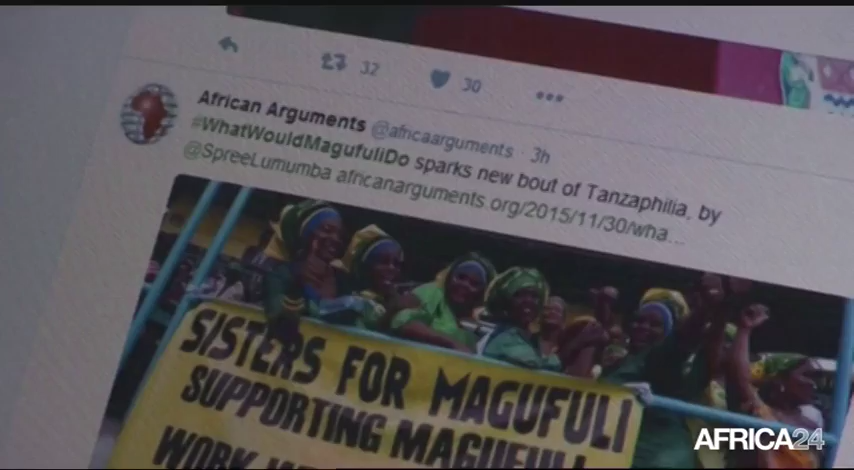 32 30
African Arguments @africaarguments · 3h
#WhatWouldMagufuliDo sparks new bout of Tanzaphilia, by
@SpreeLumumba africanarguments.org/2015/11/30/wha...
SISTERS FOR MAGUFULI
SUPPORTING MAGUFULI
WORK
AFRICA24